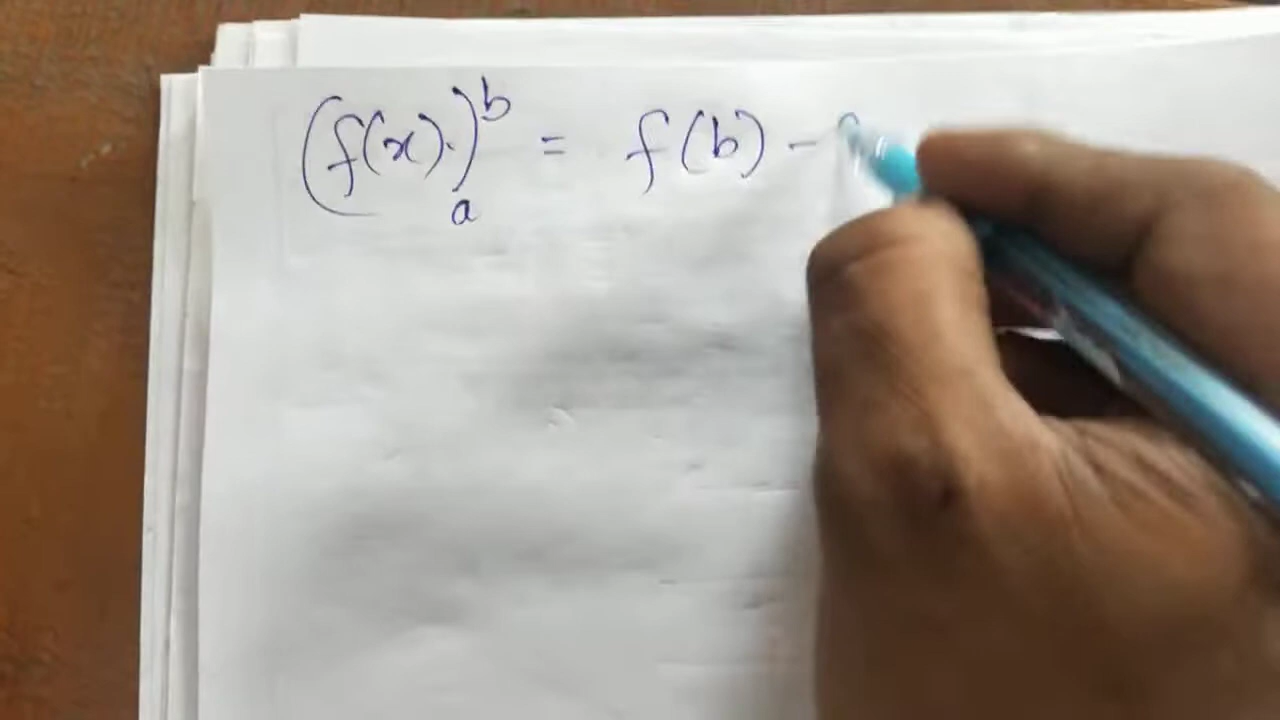 (f(x).)ᵇₐ = f(b) -